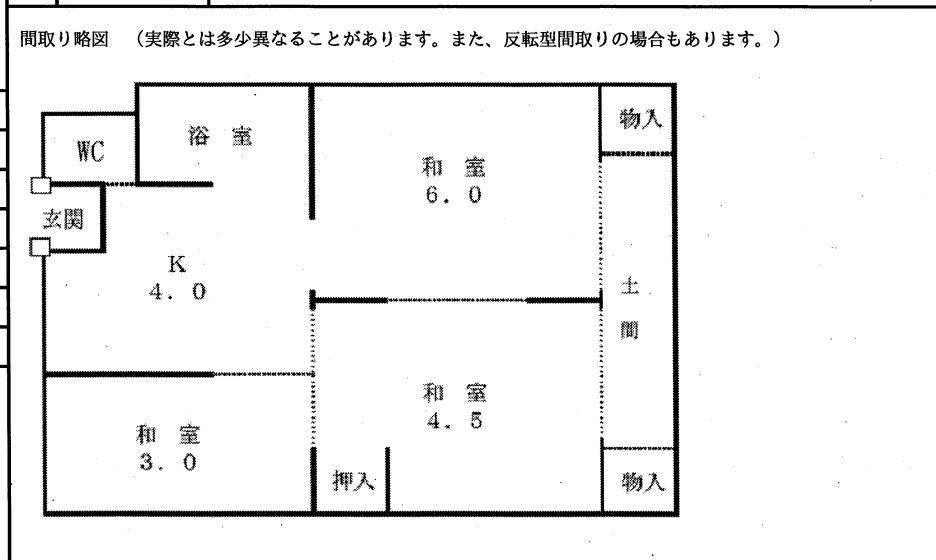 間取り略図　（実際とは多少異なることがあります。また、反転型間取りの場合もあります。）
物入
浴　室
WC
和　室
6．0
玄関
K
4．0
土
間
和　室
4．5
和　室
3．0
押入
物入